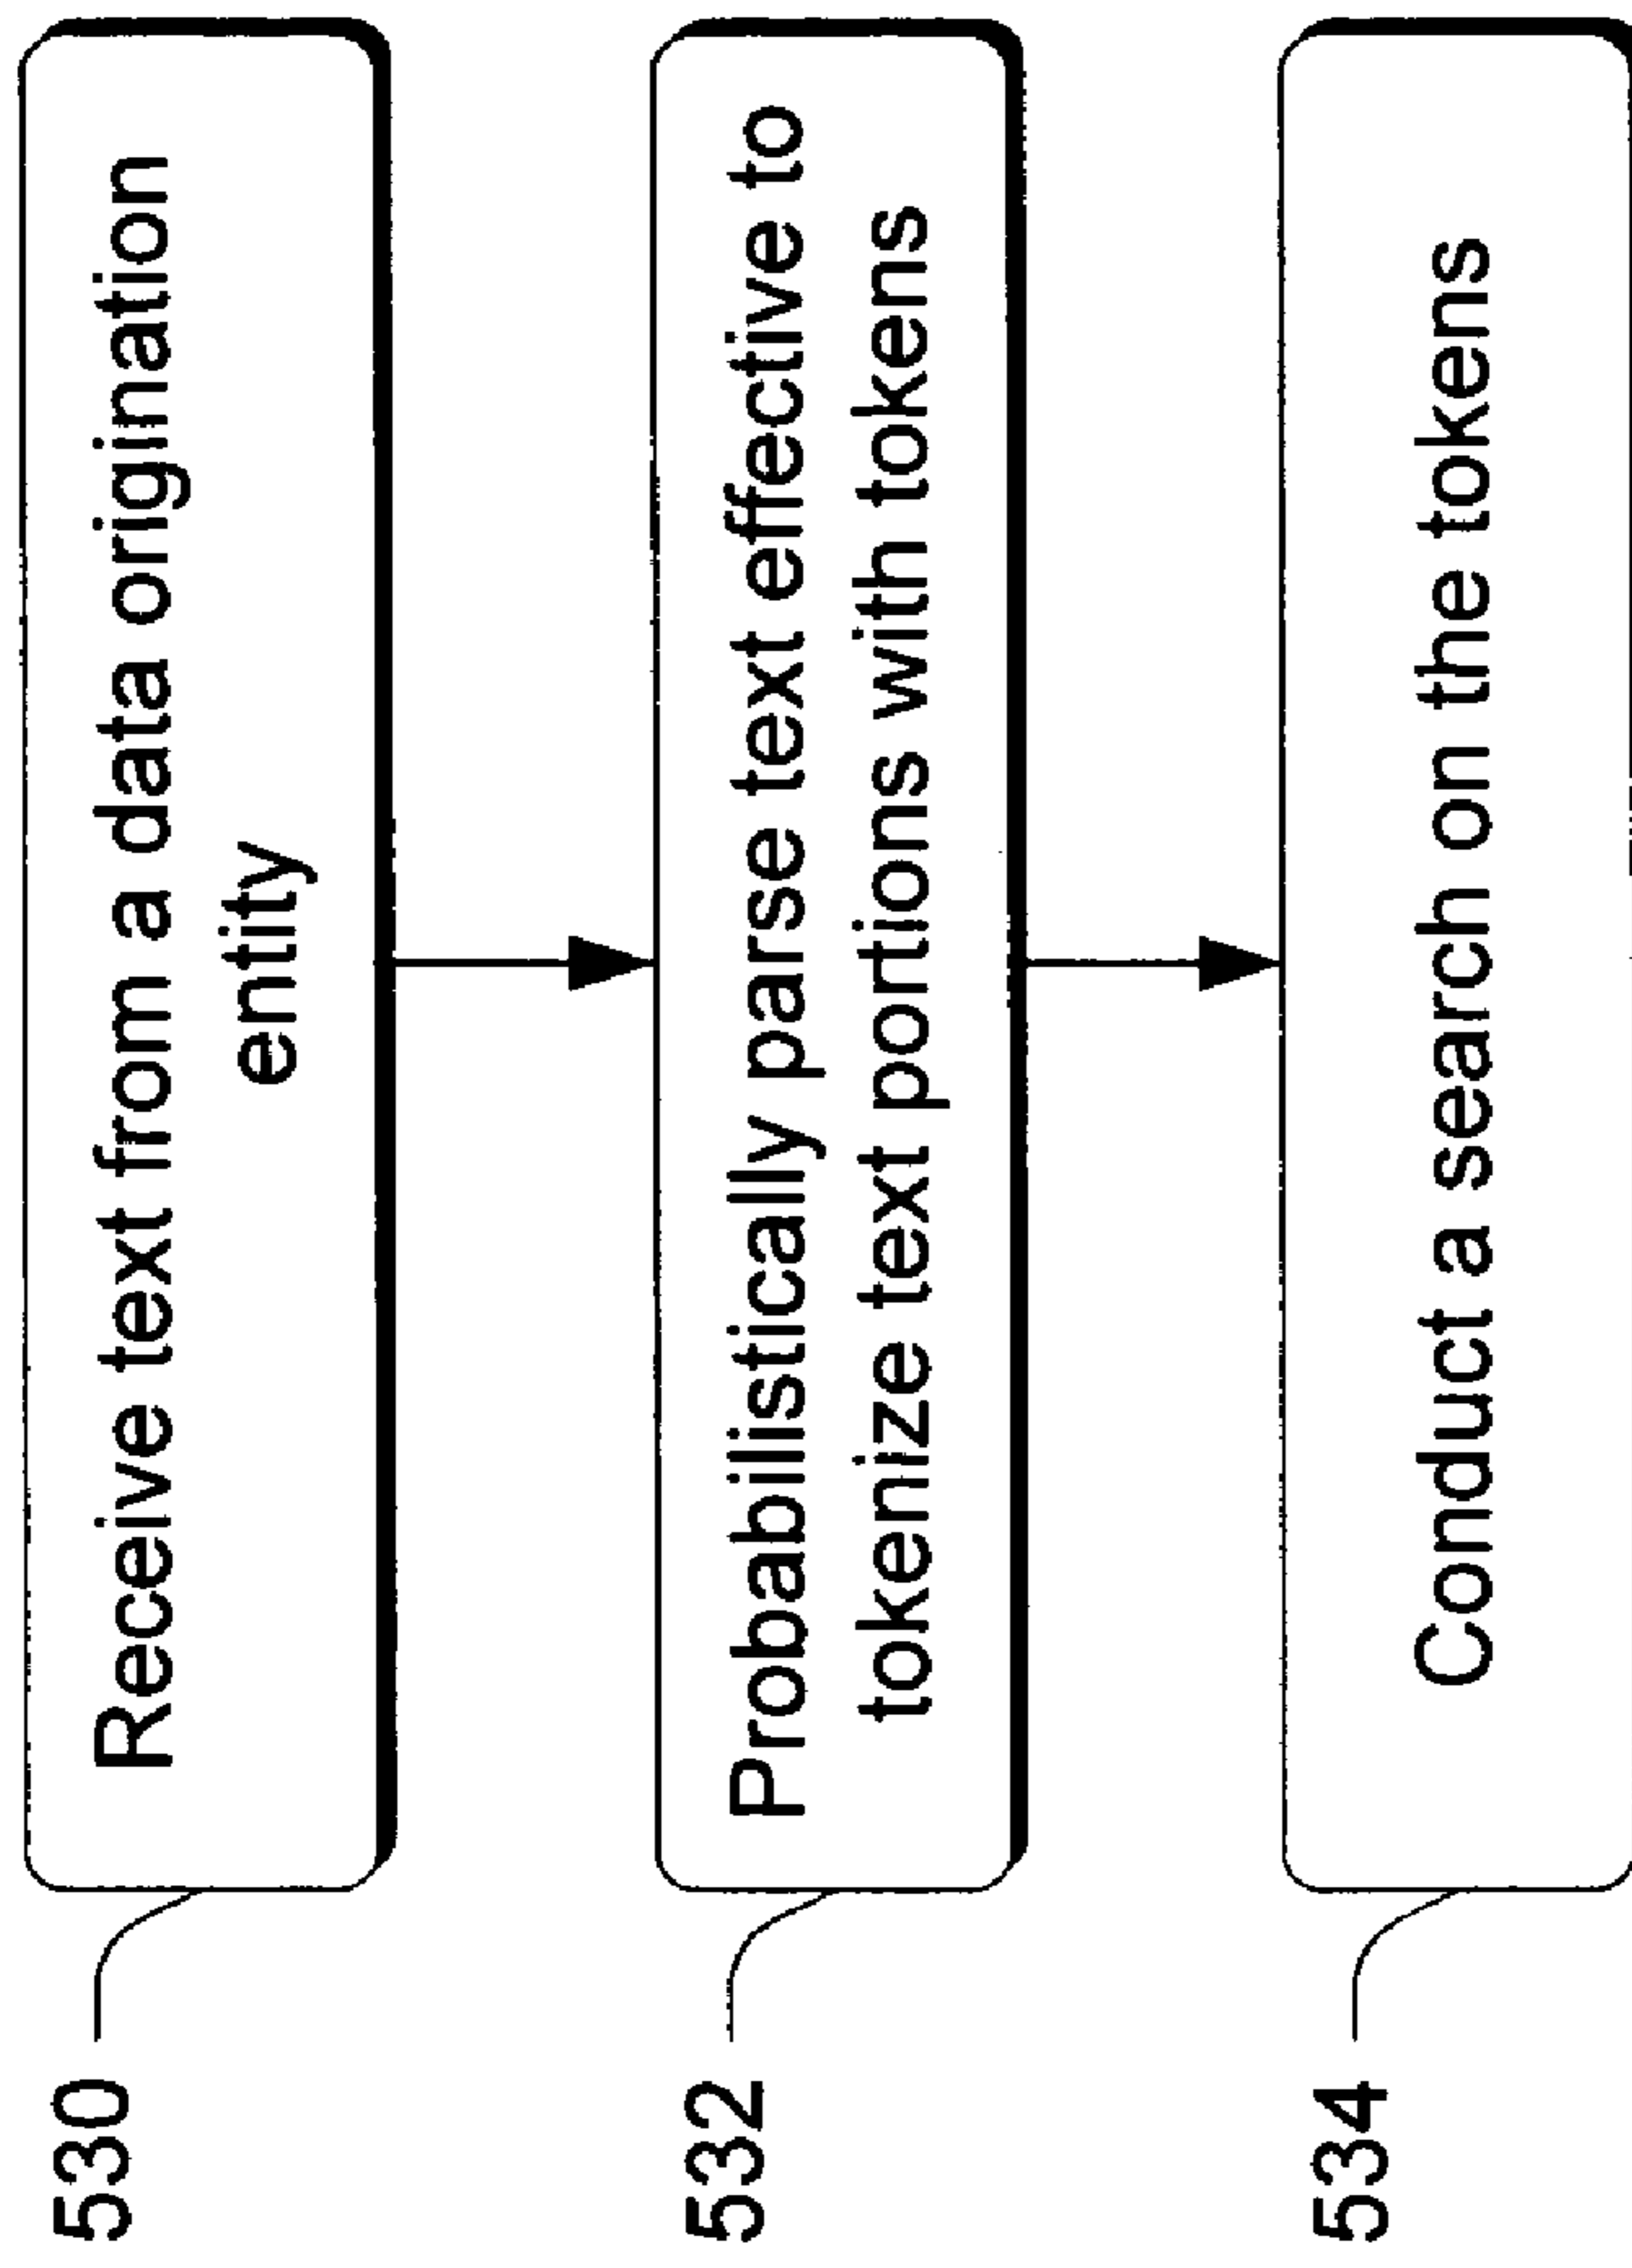 530
Receive text from a data origination
entity
532
Probabilistically parse text effective to
tokenize text portions with tokens
534
Conduct a search on the tokens